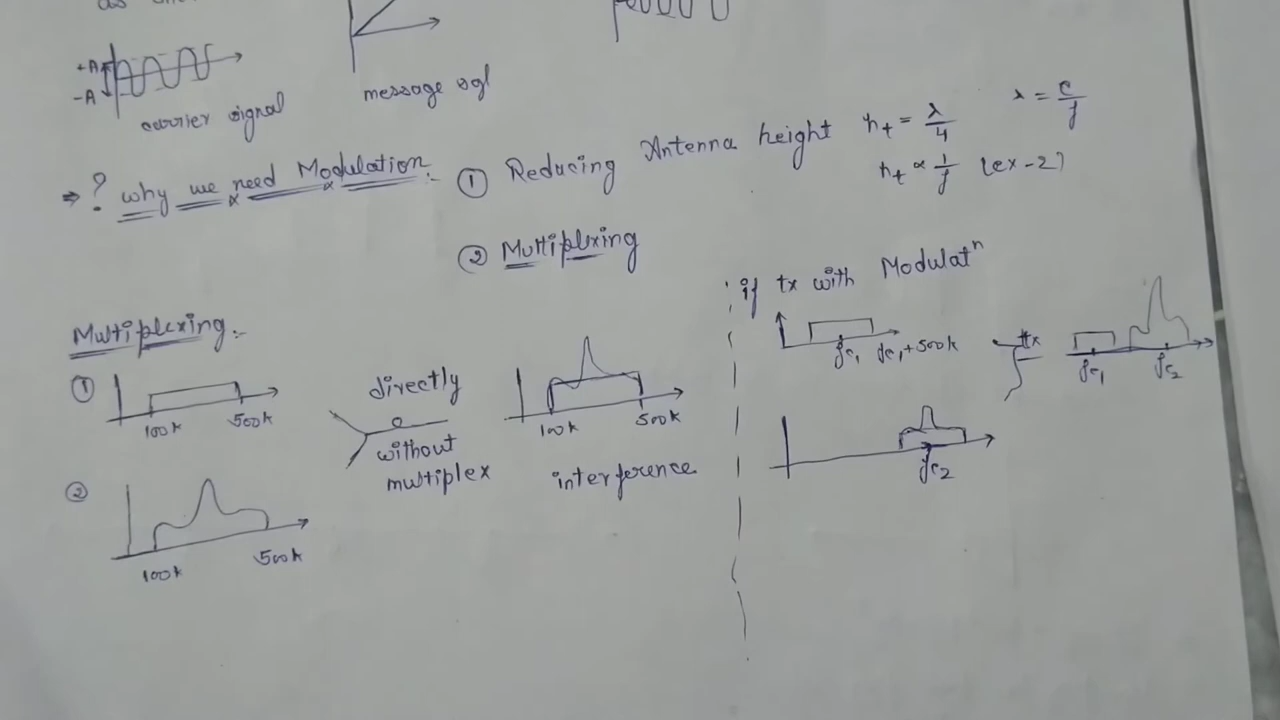 +A
-A
carrier signal
message sgl
⇒ ? why we need Modulation :-
① Reducing Antenna height
h_t = λ/4
λ = c/f
h_t ∝ 1/f (ex-2)
② Multiplexing
Multiplexing :-
①
100k
500k
②
100k
500k
directly
without
multiplex
100k
500k
interference
if tx with Modulatⁿ
fc₁
fc₁+500k
fc₂
tx
fc₁
fc₂